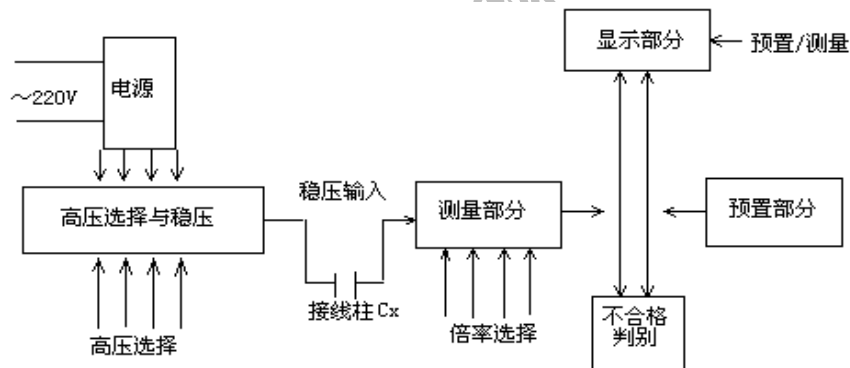 显示部分
预置/测量
电源
～220V
稳压输入
高压选择与稳压
测量部分
预置部分
接线柱Cx
高压选择
倍率选择
不合格
判别